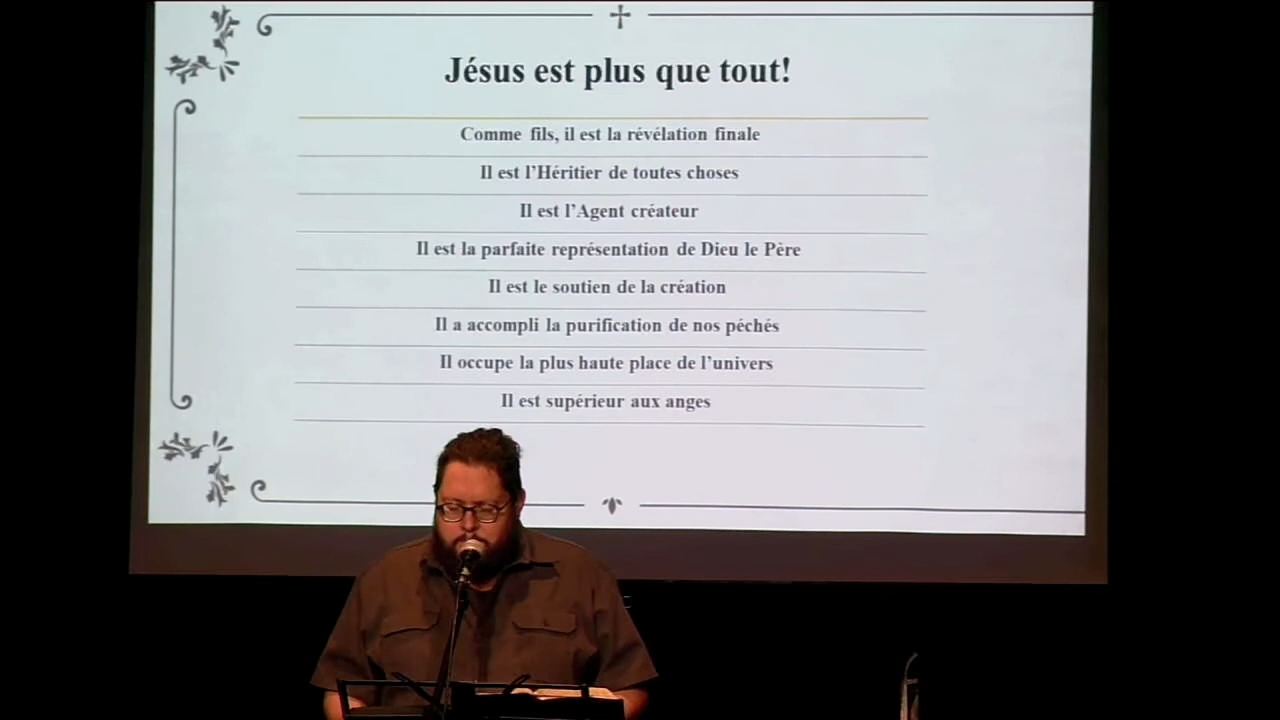 Jésus est plus que tout!
Comme fils, il est la révélation finale
Il est l’Héritier de toutes choses
Il est l’Agent créateur
Il est la parfaite représentation de Dieu le Père
Il est le soutien de la création
Il a accompli la purification de nos péchés
Il occupe la plus haute place de l’univers
Il est supérieur aux anges